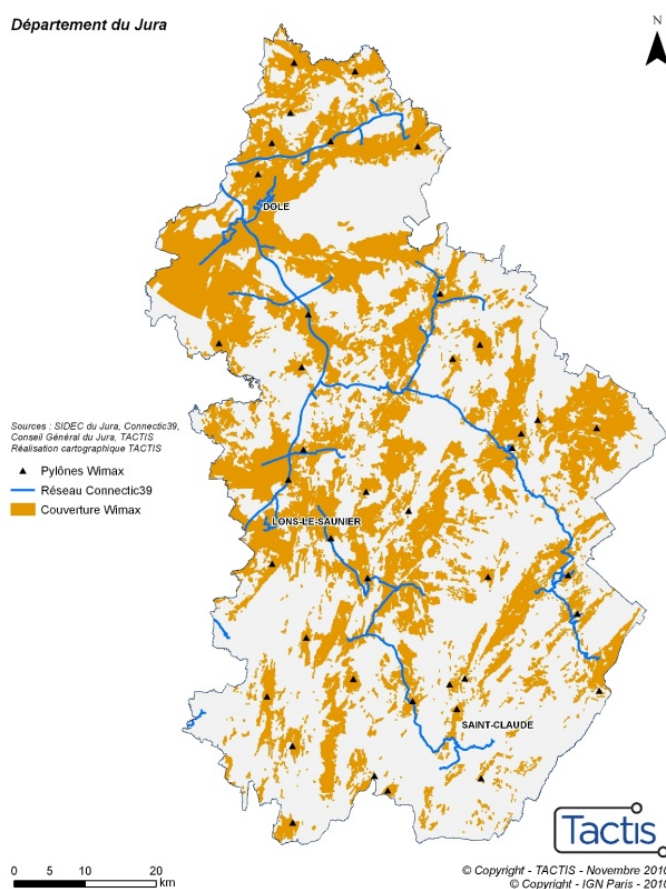 Département du Jura
N
DOLE
Sources : SIDEC du Jura, Connectic39,
Conseil Général du Jura, TACTIS
Réalisation cartographique TACTIS
Pylônes Wimax
Réseau Connectic39
Couverture Wimax
LONS-LE-SAUNIER
SAINT-CLAUDE
Tactis
0 5 10 20
km
© Copyright - TACTIS - Novembre 2010
© Copyright - IGN Paris - 2010